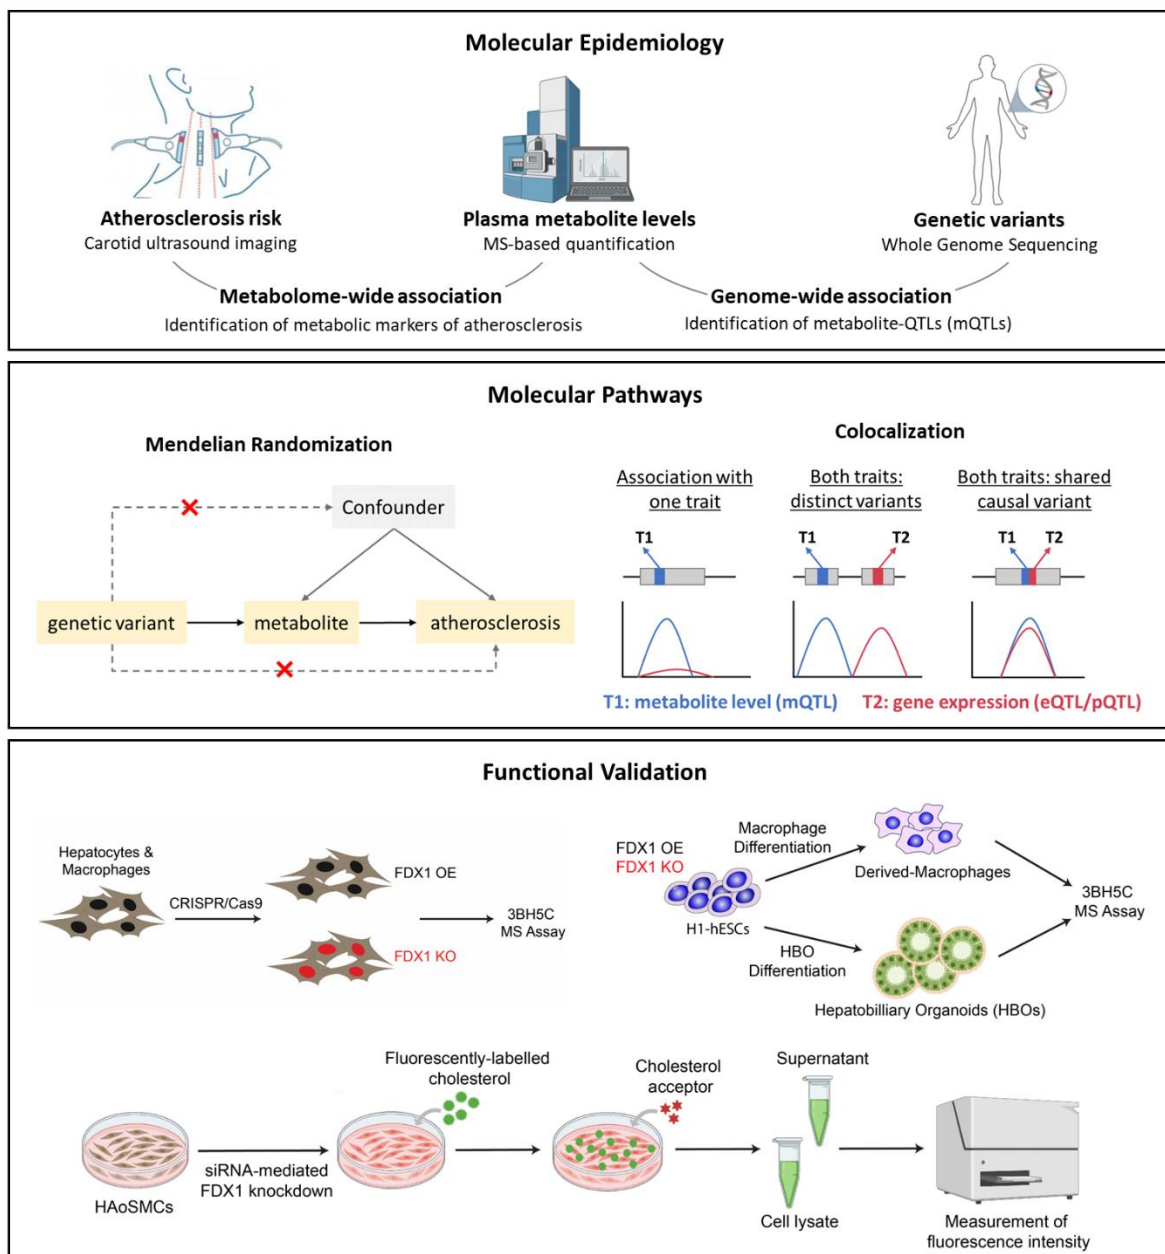 Molecular Epidemiology
Atherosclerosis risk
Carotid ultrasound imaging
Plasma metabolite levels
MS-based quantification
Genetic variants
Whole Genome Sequencing
Metabolome-wide association
Identification of metabolic markers of atherosclerosis
Genome-wide association
Identification of metabolite-QTLs (mQTLs)
Molecular Pathways
Mendelian Randomization
Confounder
genetic variant
metabolite
atherosclerosis
Colocalization
Association with
one trait
Both traits:
distinct variants
Both traits: shared
causal variant
T1
T1
T2
T1
T2
T1: metabolite level (mQTL)
T2: gene expression (eQTL/pQTL)
Functional Validation
Hepatocytes &
Macrophages
CRISPR/Cas9
FDX1 OE
FDX1 KO
3BH5C
MS Assay
FDX1 OE
FDX1 KO
H1-hESCs
Macrophage
Differentiation
Derived-Macrophages
HBO
Differentiation
Hepatobilliary Organoids (HBOs)
3BH5C
MS Assay
HAoSMCs
siRNA-mediated
FDX1 knockdown
Fluorescently-labelled
cholesterol
Cholesterol
acceptor
Supernatant
Cell lysate
Measurement of
fluorescence intensity